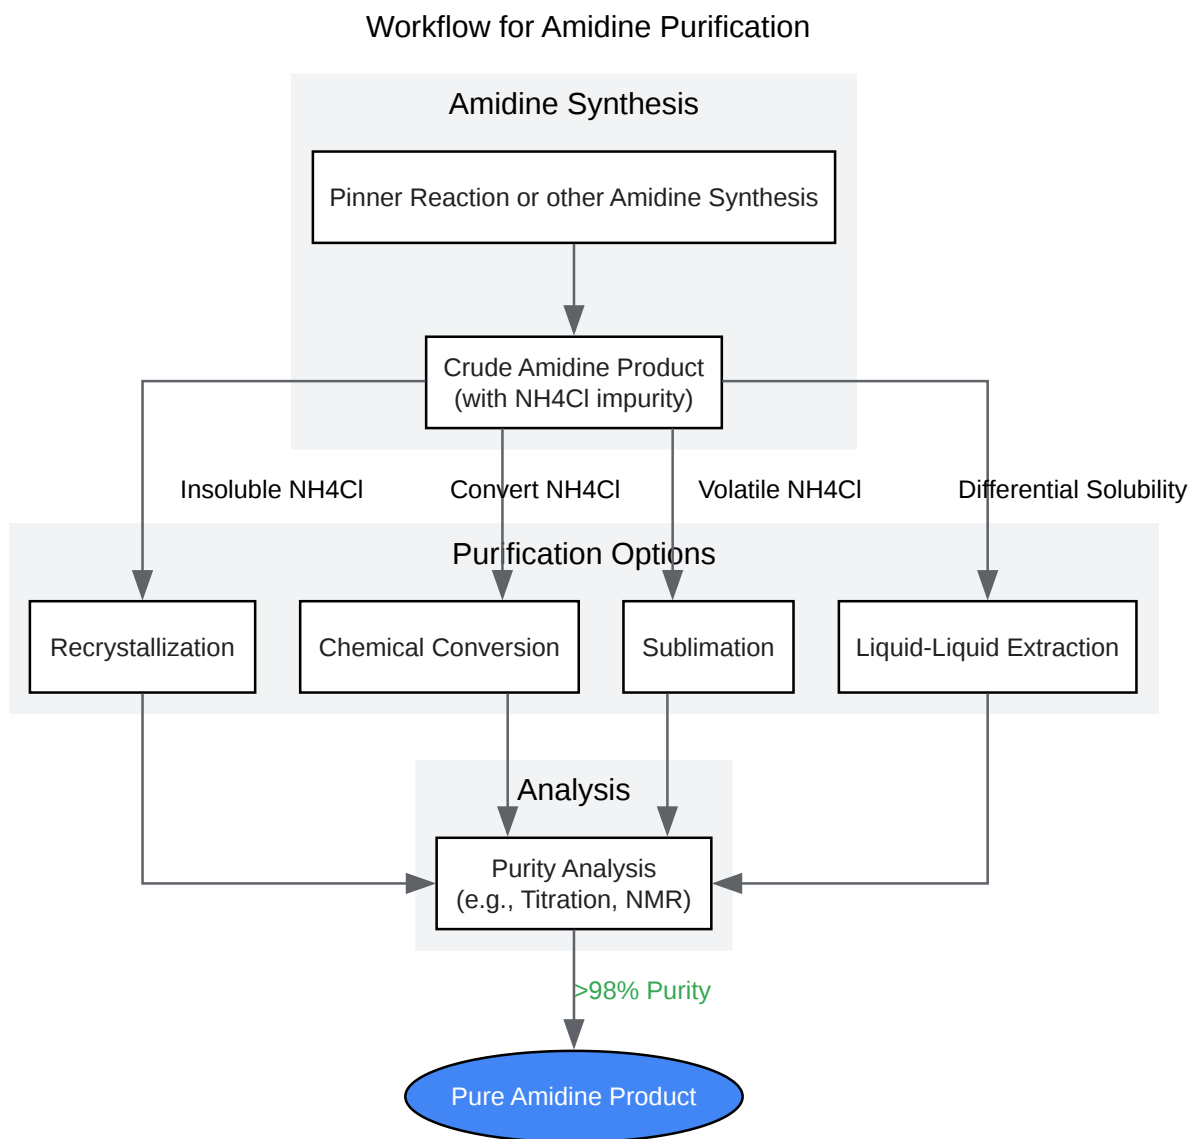 Workflow for Amidine Purification
Amidine Synthesis
Pinner Reaction or other Amidine Synthesis
Crude Amidine Product
(with NH4Cl impurity)
Insoluble NH4Cl
Convert NH4Cl
Volatile NH4Cl
Differential Solubility
Purification Options
Recrystallization
Chemical Conversion
Sublimation
Liquid-Liquid Extraction
Analysis
Purity Analysis
(e.g., Titration, NMR)
>98% Purity
Pure Amidine Product